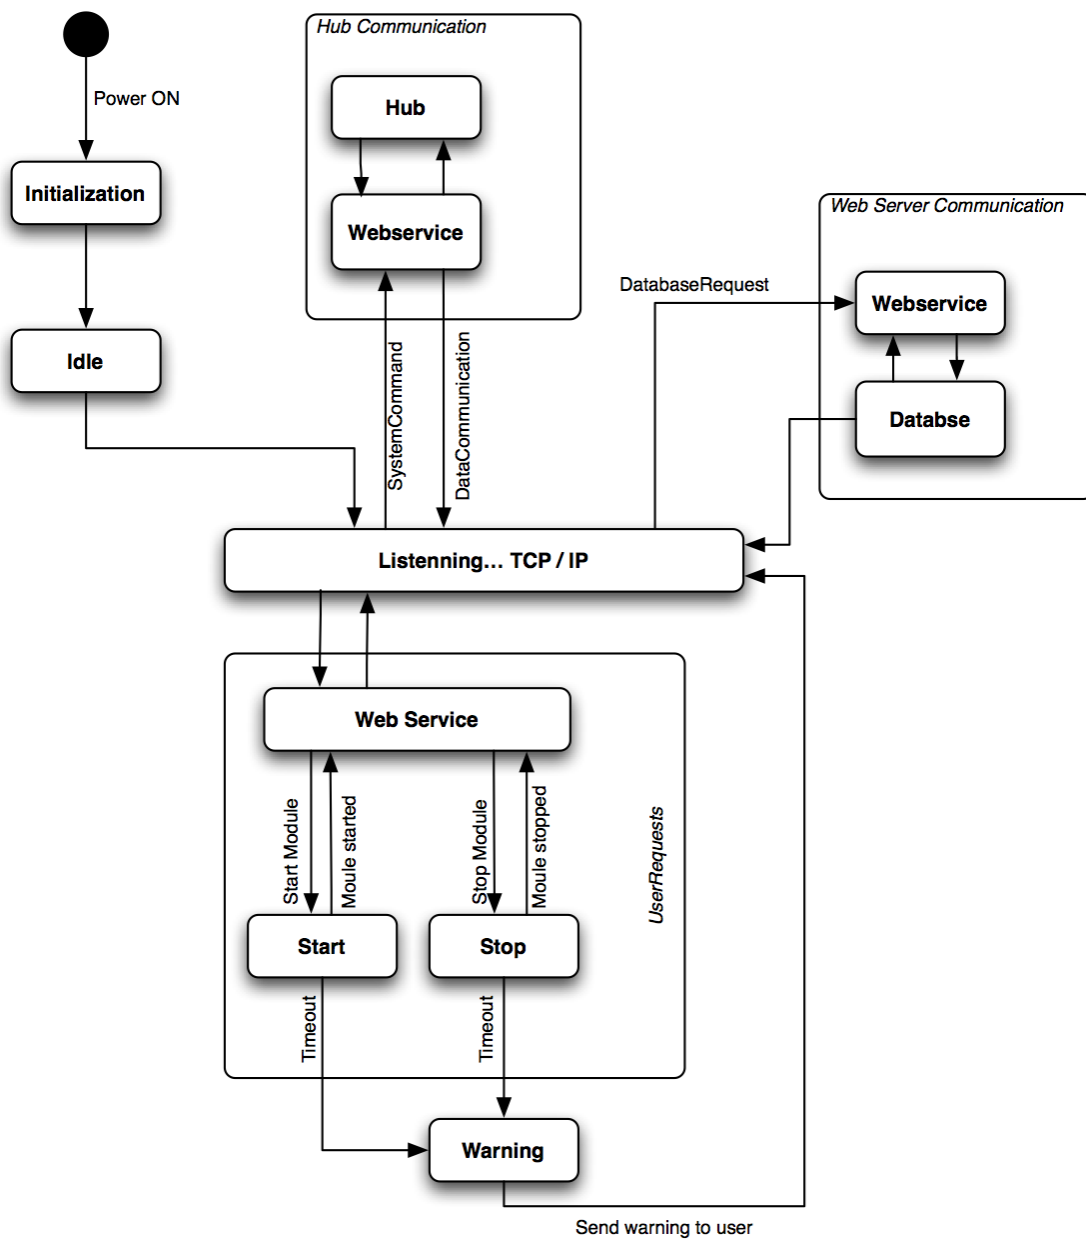 Hub Communication
Power ON
Hub
Initialization
Webservice
Web Server Communication
DatabaseRequest
Webservice
Idle
SystemCommand
DataCommunication
Databse
Listenning... TCP / IP
Web Service
Start Module
Moule started
Stop Module
Moule stopped
UserRequests
Start
Stop
Timeout
Timeout
Warning
Send warning to user